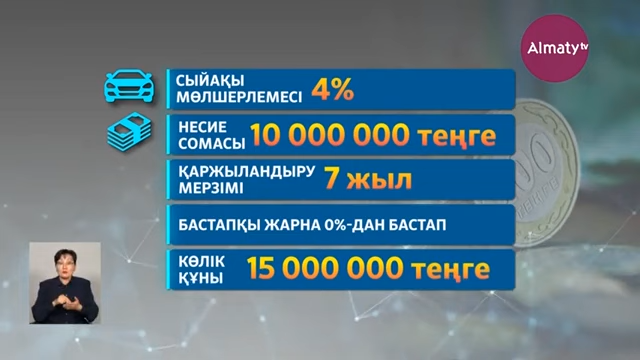 Almaty tv
СЫЙАҚЫ
МӨЛШЕРЛЕМЕСІ 4%
НЕСИЕ
СОМАСЫ 10 000 000 теңге
ҚАРЖЫЛАНДЫРУ
МЕРЗІМІ 7 жыл
БАСТАПҚЫ ЖАРНА 0%-ДАН БАСТАП
КӨЛІК
ҚҰНЫ 15 000 000 теңге